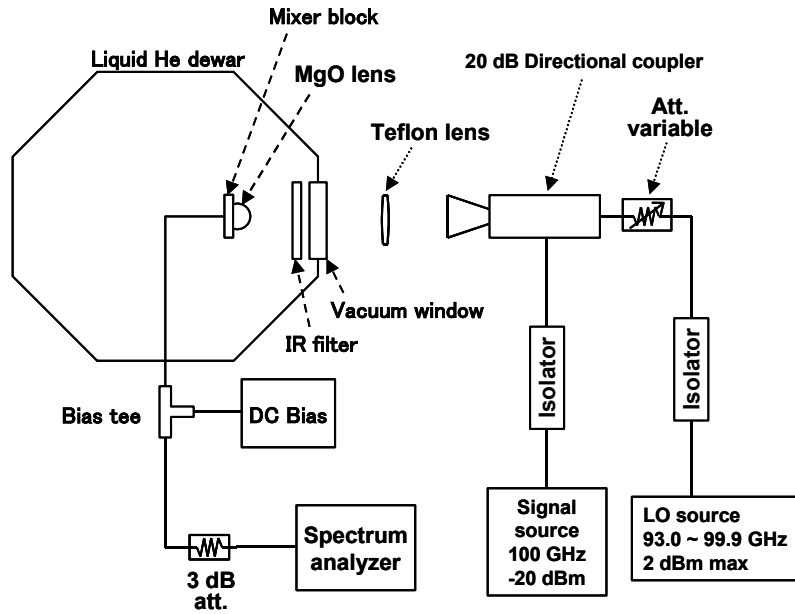 Mixer block
Liquid He dewar
MgO lens
20 dB Directional coupler
Att.
variable
Teflon lens
Vacuum window
IR filter
Isolator
Isolator
Bias tee
DC Bias
Signal
source
100 GHz
-20 dBm
LO source
93.0 ~ 99.9 GHz
2 dBm max
Spectrum
analyzer
3 dB
att.